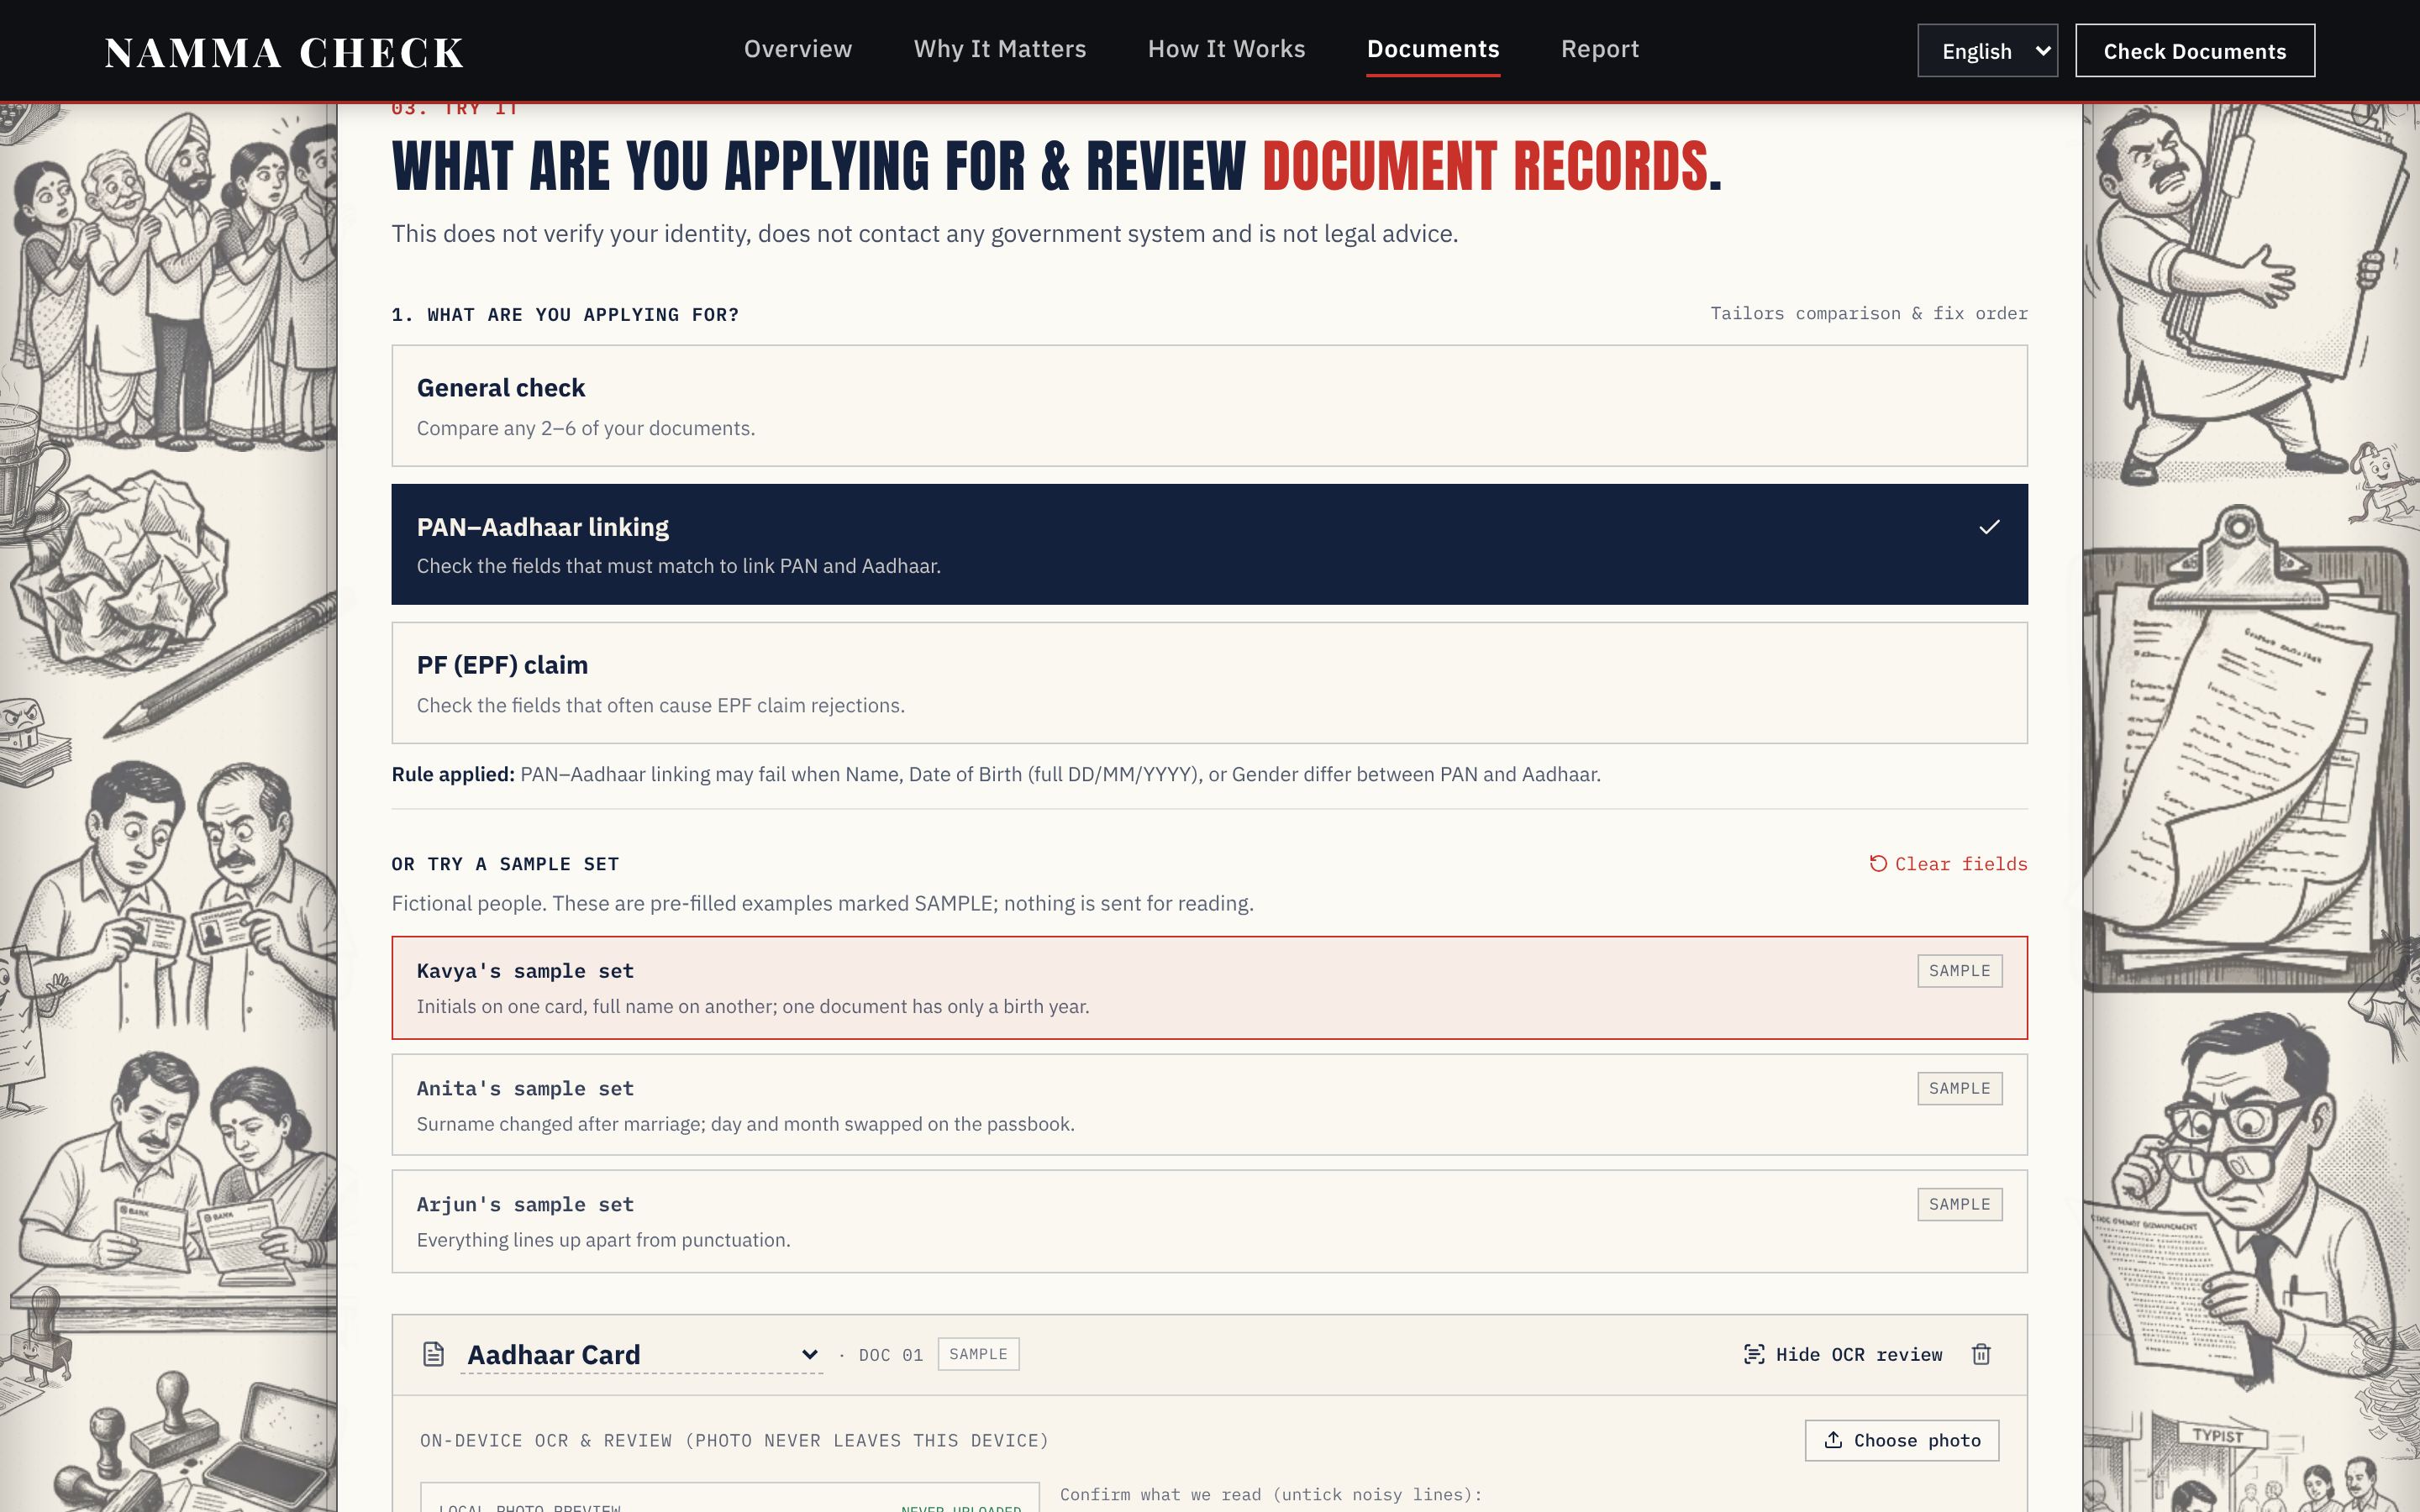 NAMMA CHECK
Overview
Why It Matters
How It Works
Documents
Report
English
Check Documents
03. TRY IT
WHAT ARE YOU APPLYING FOR & REVIEW DOCUMENT RECORDS.
This does not verify your identity, does not contact any government system and is not legal advice.
1. WHAT ARE YOU APPLYING FOR?
Tailors comparison & fix order
General check
Compare any 2–6 of your documents.
PAN–Aadhaar linking
Check the fields that must match to link PAN and Aadhaar.
PF (EPF) claim
Check the fields that often cause EPF claim rejections.
Rule applied: PAN–Aadhaar linking may fail when Name, Date of Birth (full DD/MM/YYYY), or Gender differ between PAN and Aadhaar.
OR TRY A SAMPLE SET
Clear fields
Fictional people. These are pre-filled examples marked SAMPLE; nothing is sent for reading.
Kavya's sample set
SAMPLE
Initials on one card, full name on another; one document has only a birth year.
Anita's sample set
SAMPLE
Surname changed after marriage; day and month swapped on the passbook.
Arjun's sample set
SAMPLE
Everything lines up apart from punctuation.
Aadhaar Card
· DOC 01
SAMPLE
Hide OCR review
ON-DEVICE OCR & REVIEW (PHOTO NEVER LEAVES THIS DEVICE)
Choose photo
LOCAL PHOTO PREVIEW
NEVER UPLOADED
Confirm what we read (untick noisy lines):
BANK
BANK
TYPIST